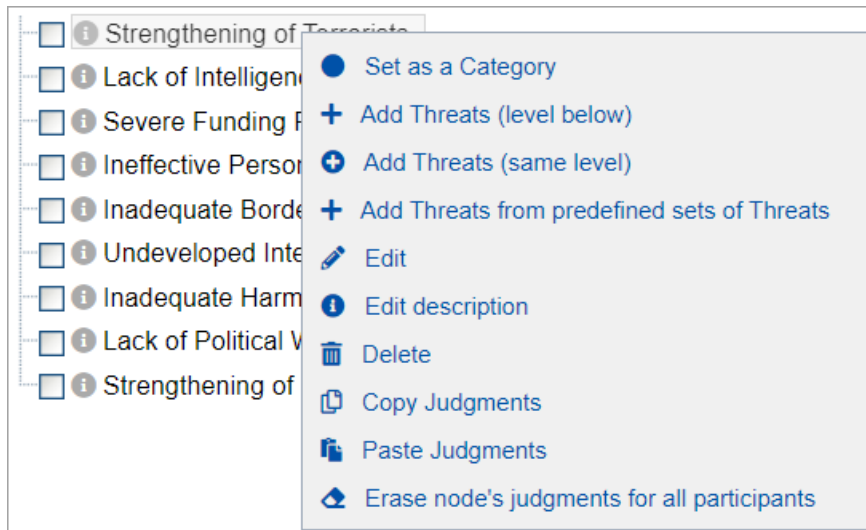 Strengthening of Terrorists
Lack of Intelligen
Severe Funding
Ineffective Person
Inadequate Borde
Undeveloped Inte
Inadequate Harm
Lack of Political
Strengthening of
Set as a Category
Add Threats (level below)
Add Threats (same level)
Add Threats from predefined sets of Threats
Edit
Edit description
Delete
Copy Judgments
Paste Judgments
Erase node's judgments for all participants